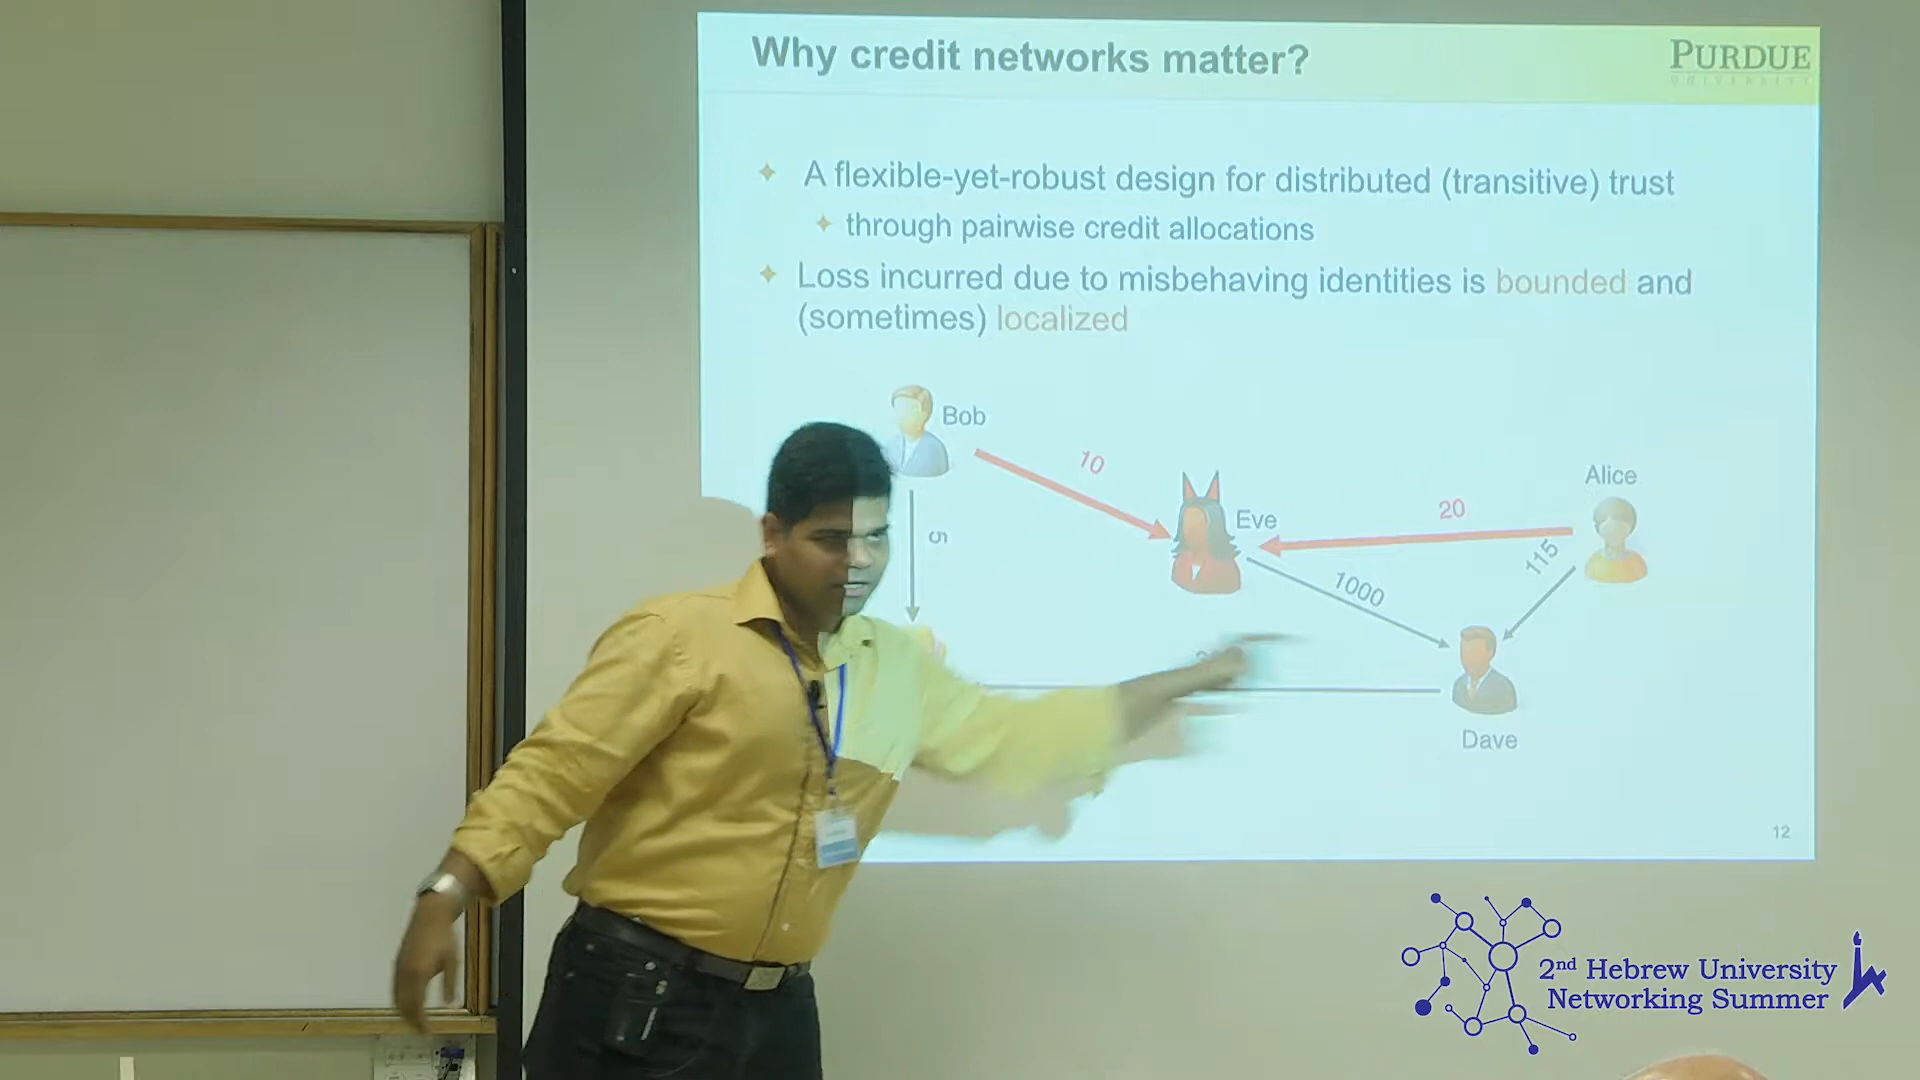 Why credit networks matter?
PURDUE
UNIVERSITY
A flexible-yet-robust design for distributed (transitive) trust
through pairwise credit allocations
Loss incurred due to misbehaving identities is bounded and
(sometimes) localized
Bob
10
Alice
20
Eve
5
115
1000
Dave
12
2nd Hebrew University
Networking Summer